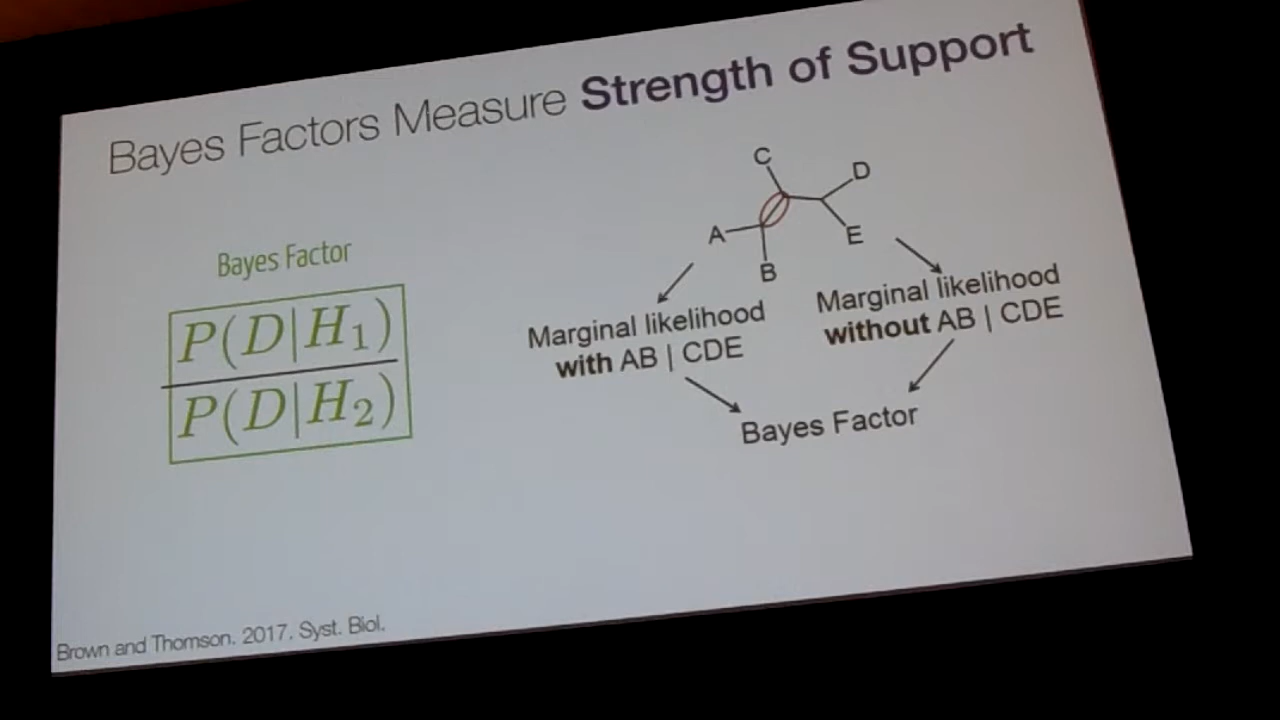 Bayes Factors Measure Strength of Support
Bayes Factor
P(D|H₁)
P(D|H₂)
C
D
A
E
B
Marginal likelihood
with AB | CDE
Marginal likelihood
without AB | CDE
Bayes Factor
Brown and Thomson. 2017. Syst. Biol.